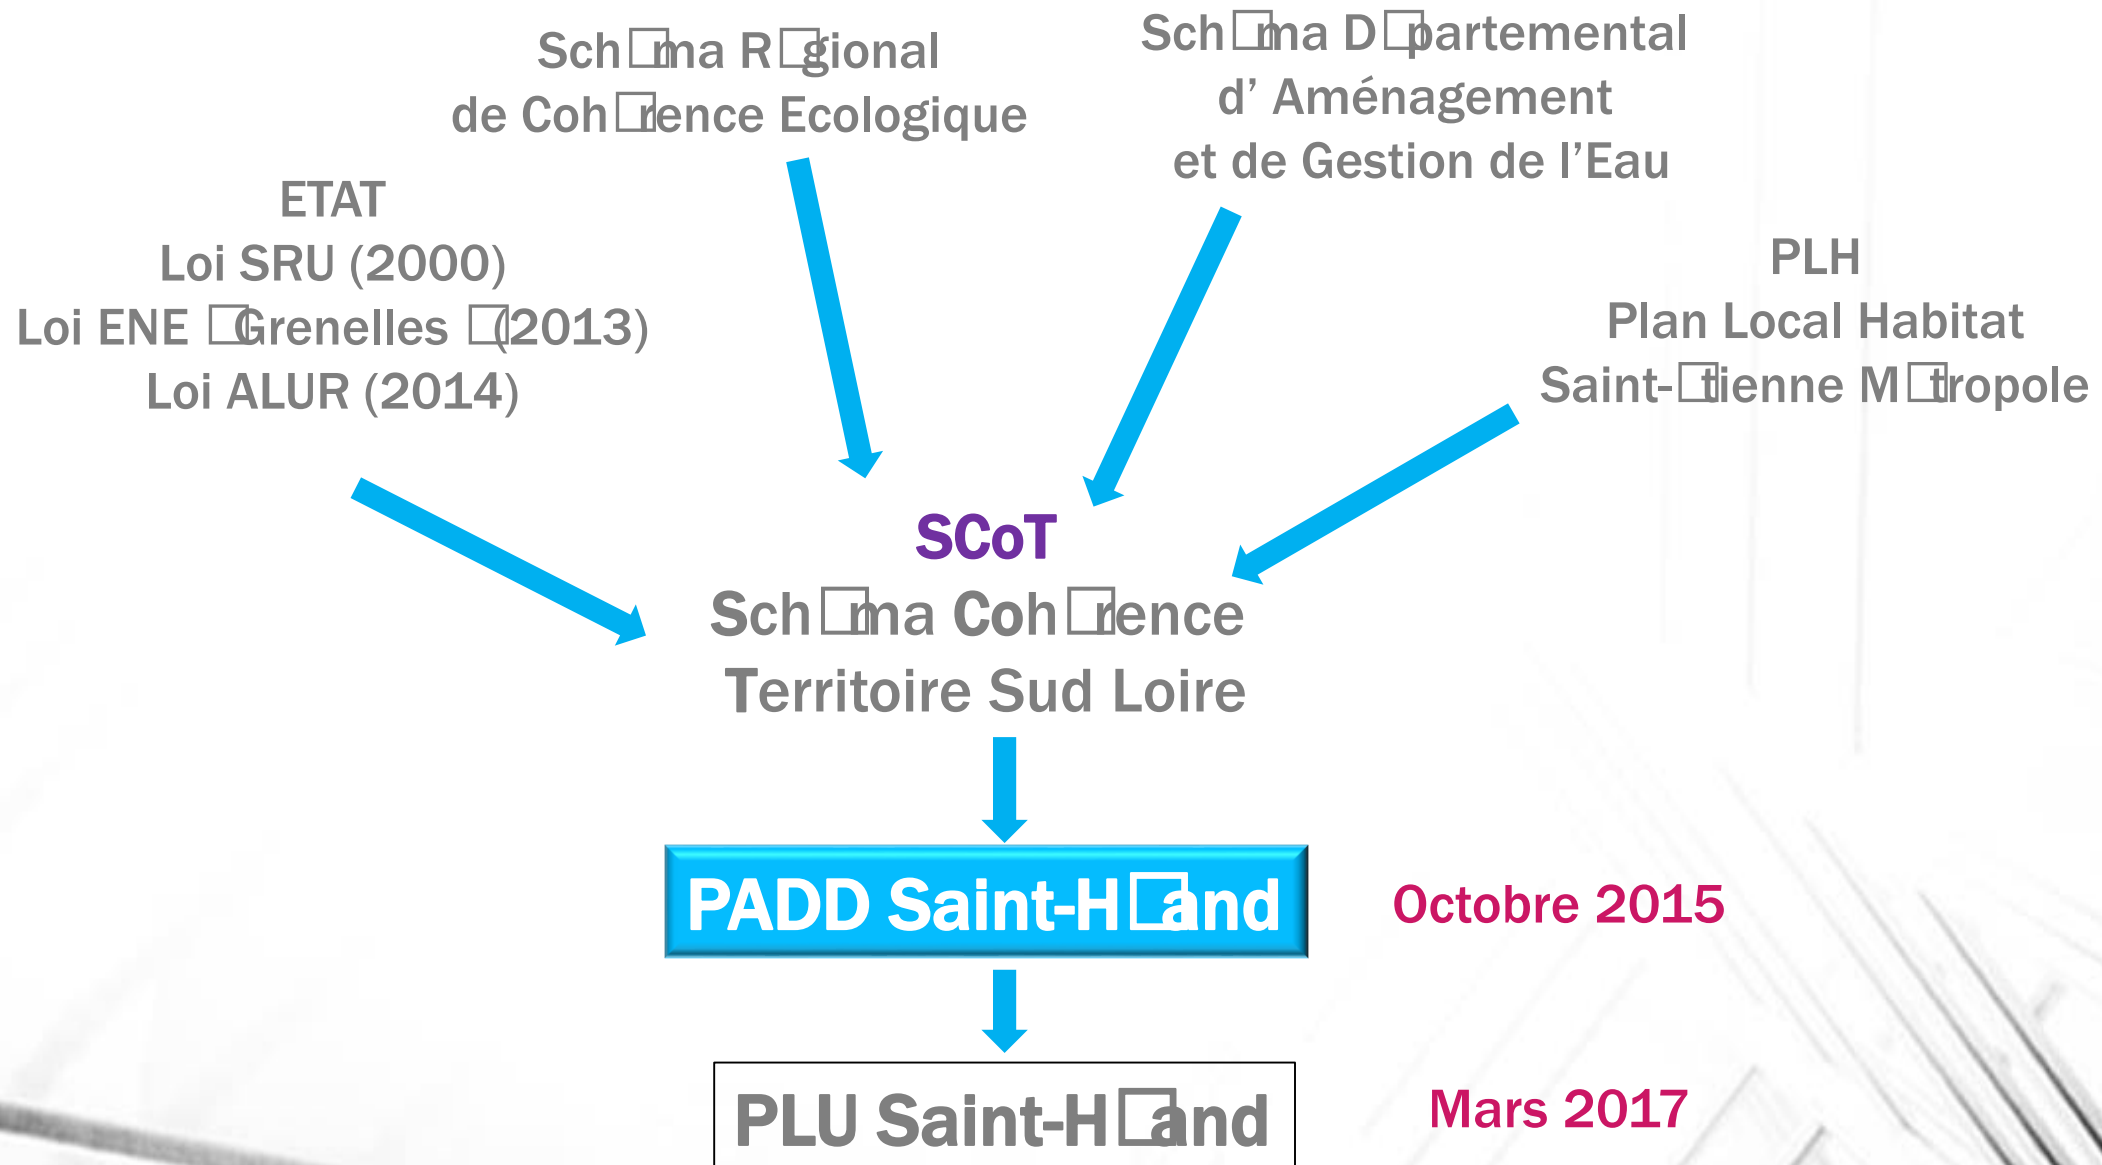 Sch□ma R□gional
de Coh□rence Ecologique
Sch□ma D□partemental
d’ Aménagement
et de Gestion de l’Eau
ETAT
Loi SRU (2000)
Loi ENE □Grenelles □(2013)
Loi ALUR (2014)
PLH
Plan Local Habitat
Saint-□tienne M□tropole
SCoT
Sch□ma Coh□rence
Territoire Sud Loire
PADD Saint-H□and
Octobre 2015
PLU Saint-H□and
Mars 2017